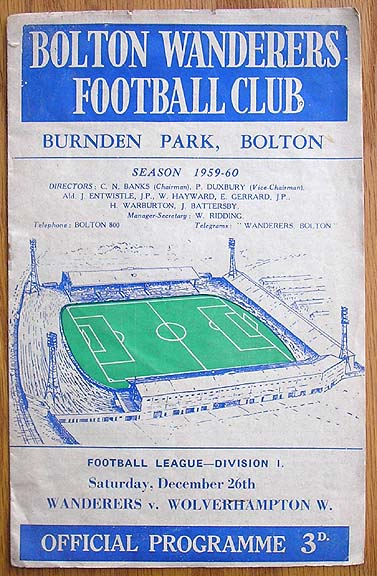 BOLTON WANDERERS
FOOTBALL CLUB
BURNDEN PARK, BOLTON
SEASON 1959-60
DIRECTORS: C. N. BANKS (Chairman), P. DUXBURY (Vice-Chairman),
Ald. J. ENTWISTLE, J.P., W. HAYWARD, E. GERRARD, J.P.,
H. WARBURTON, J. BATTERSBY.
Manager-Secretary: W. RIDDING.
Telephone: BOLTON 800 Telegrams: "WANDERERS BOLTON"
FOOTBALL LEAGUE—DIVISION I.
Saturday, December 26th
WANDERERS v. WOLVERHAMPTON W.
OFFICIAL PROGRAMME 3D.